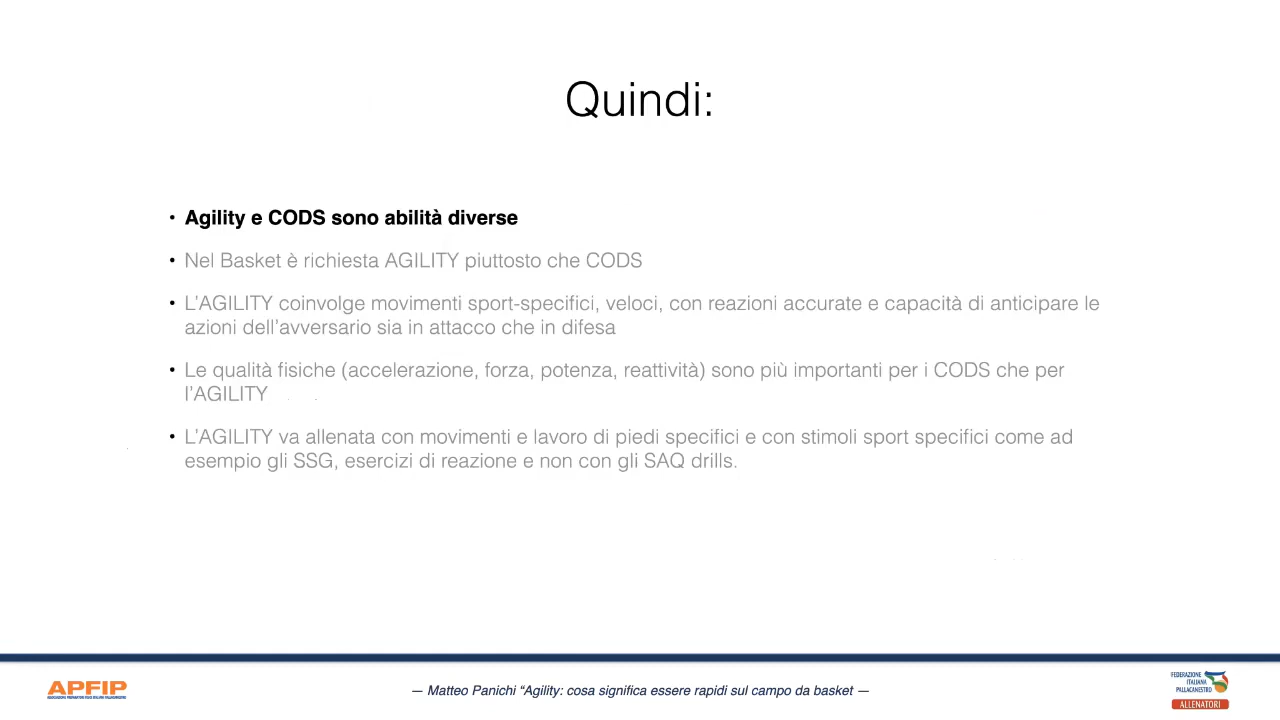 Quindi:
• Agility e CODS sono abilità diverse
• Nel Basket è richiesta AGILITY piuttosto che CODS
• L'AGILITY coinvolge movimenti sport-specifici, veloci, con reazioni accurate e capacità di anticipare le
azioni dell'avversario sia in attacco che in difesa
• Le qualità fisiche (accelerazione, forza, potenza, reattività) sono più importanti per i CODS che per
l'AGILITY
• L'AGILITY va allenata con movimenti e lavoro di piedi specifici e con stimoli sport specifici come ad
esempio gli SSG, esercizi di reazione e non con gli SAQ drills.
APFIP
— Matteo Panichi “Agility: cosa significa essere rapidi sul campo da basket —
FEDERAZIONE
ITALIANA
PALLACANESTRO
ALLENATORI